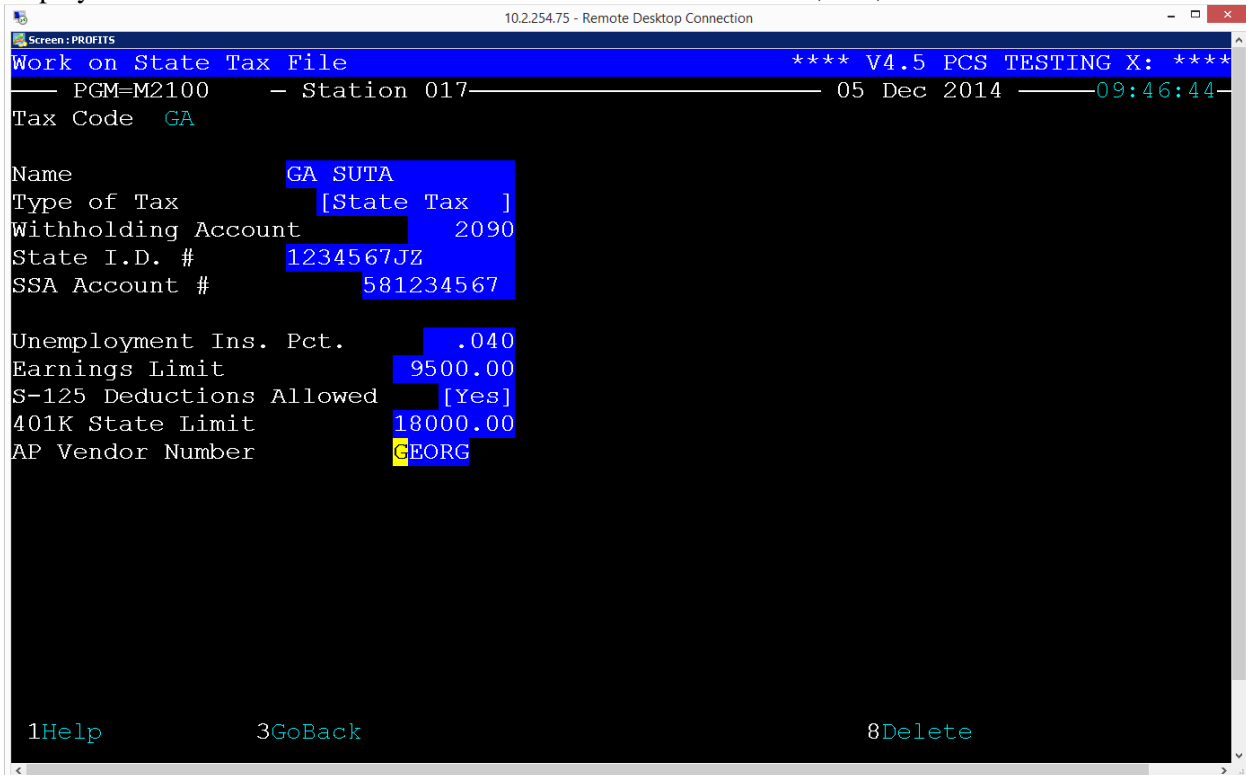 10.2.254.75 - Remote Desktop Connection
Screen : PROFITS
Work on State Tax File **** V4.5 PCS TESTING X: ****
PGM=M2100 - Station 017 05 Dec 2014 09:46:44
Tax Code GA
Name GA SUTA
Type of Tax [State Tax ]
Withholding Account 2090
State I.D. # 1234567JZ
SSA Account # 581234567
Unemployment Ins. Pct. .040
Earnings Limit 9500.00
S-125 Deductions Allowed [Yes]
401K State Limit 18000.00
AP Vendor Number GEORG
1Help 3GoBack 8Delete